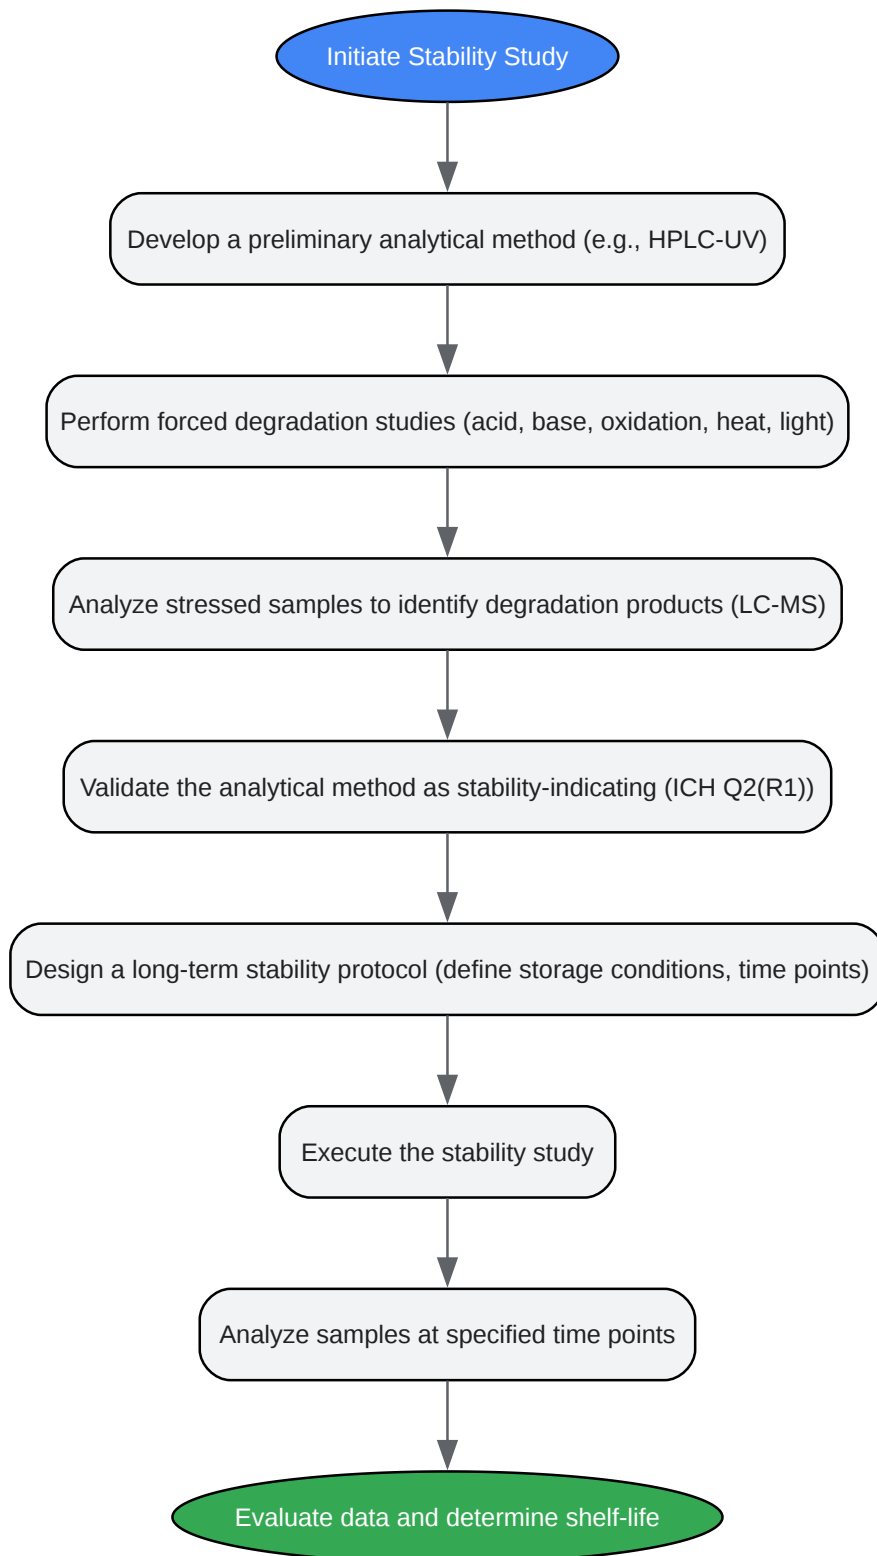 Initiate Stability Study
Develop a preliminary analytical method (e.g., HPLC-UV)
Perform forced degradation studies (acid, base, oxidation, heat, light)
Analyze stressed samples to identify degradation products (LC-MS)
Validate the analytical method as stability-indicating (ICH Q2(R1))
Design a long-term stability protocol (define storage conditions, time points)
Execute the stability study
Analyze samples at specified time points
Evaluate data and determine shelf-life